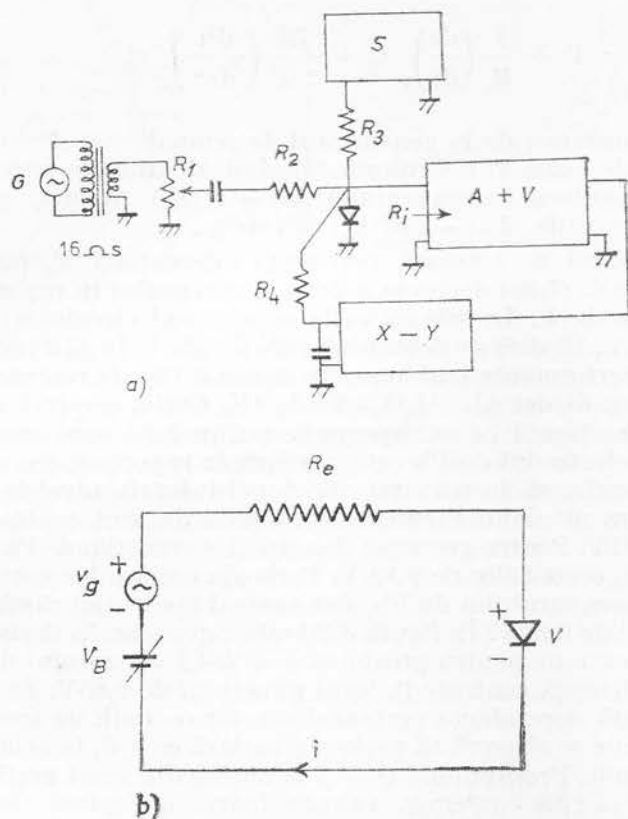 S
R3
G
R1
R2
A + V
Ri
16 Ω s
R4
X - Y
a)
Re
+
vg
VB
+
V
i
b)